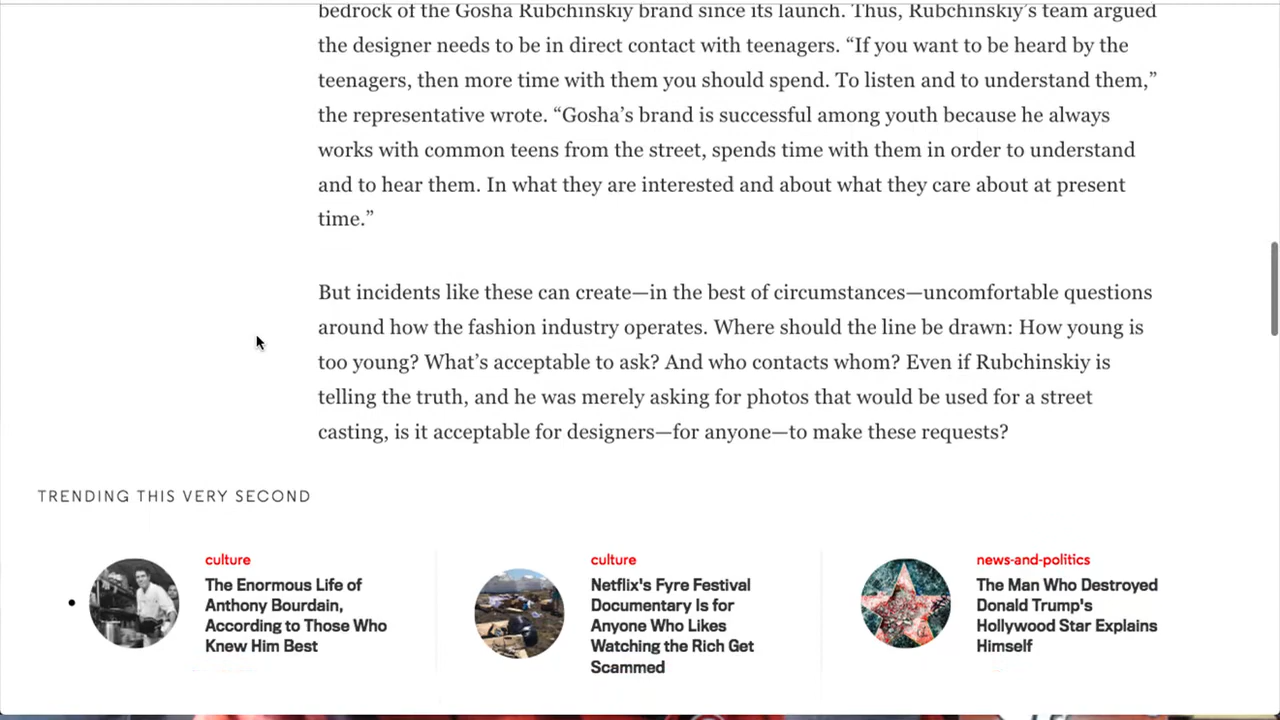 bedrock of the Gosha Rubchinskiy brand since its launch. Thus, Rubchinskiy’s team argued
the designer needs to be in direct contact with teenagers. “If you want to be heard by the
teenagers, then more time with them you should spend. To listen and to understand them,”
the representative wrote. “Gosha’s brand is successful among youth because he always
works with common teens from the street, spends time with them in order to understand
and to hear them. In what they are interested and about what they care about at present
time.”
But incidents like these can create—in the best of circumstances—uncomfortable questions
around how the fashion industry operates. Where should the line be drawn: How young is
too young? What’s acceptable to ask? And who contacts whom? Even if Rubchinskiy is
telling the truth, and he was merely asking for photos that would be used for a street
casting, is it acceptable for designers—for anyone—to make these requests?
TRENDING THIS VERY SECOND
culture
The Enormous Life of
Anthony Bourdain,
According to Those Who
Knew Him Best
culture
Netflix's Fyre Festival
Documentary Is for
Anyone Who Likes
Watching the Rich Get
Scammed
news-and-politics
The Man Who Destroyed
Donald Trump's
Hollywood Star Explains
Himself